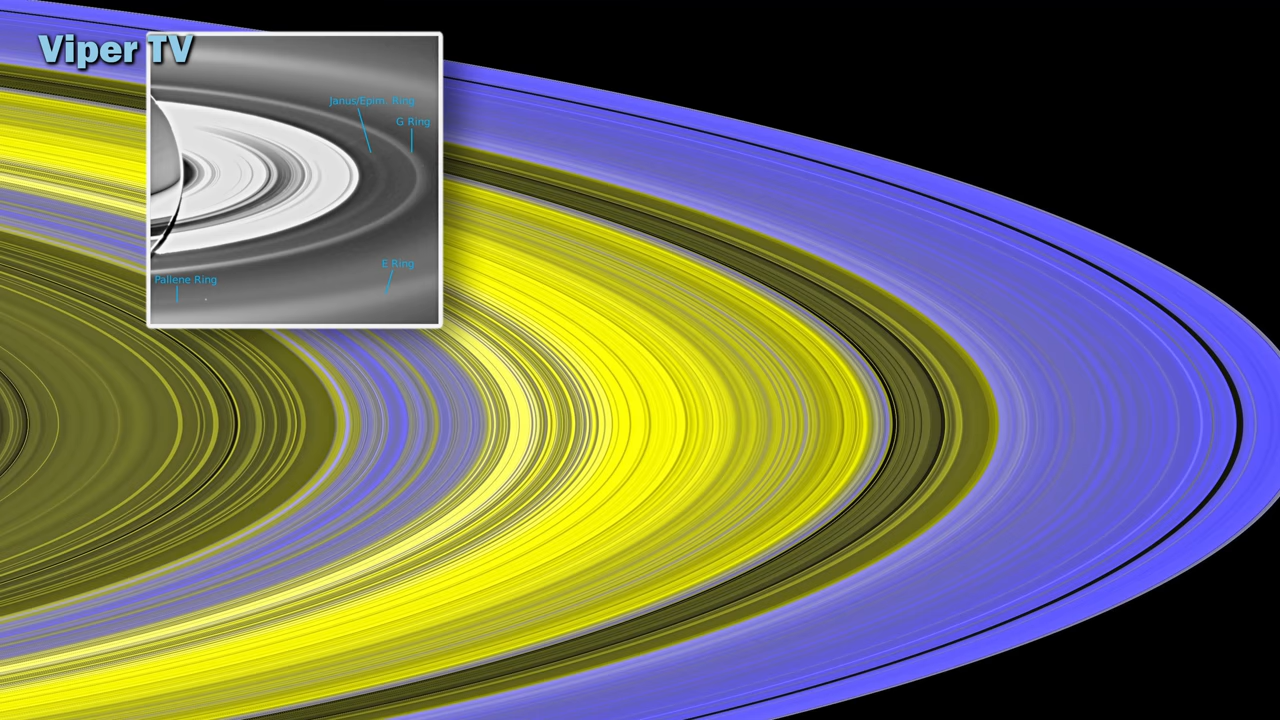 Viper TV
Janus/Epim. Ring
G Ring
E Ring
Pallene Ring